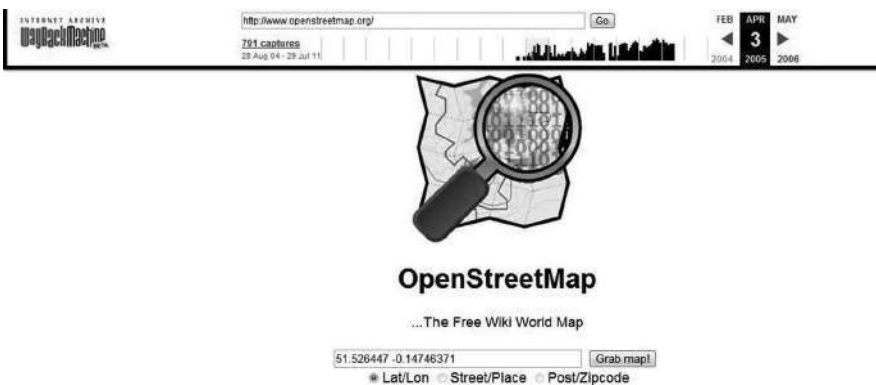 INTERNET ARCHIVE
WayBackMachine
BETA
http://www.openstreetmap.org/
Go
FEB APR MAY
791 captures
28 Aug 04 - 29 Jul 11
3
2004 2005 2006
OpenStreetMap
...The Free Wiki World Map
51.526447 -0.14746371
Grab map!
Lat/Lon Street/Place Post/Zipcode